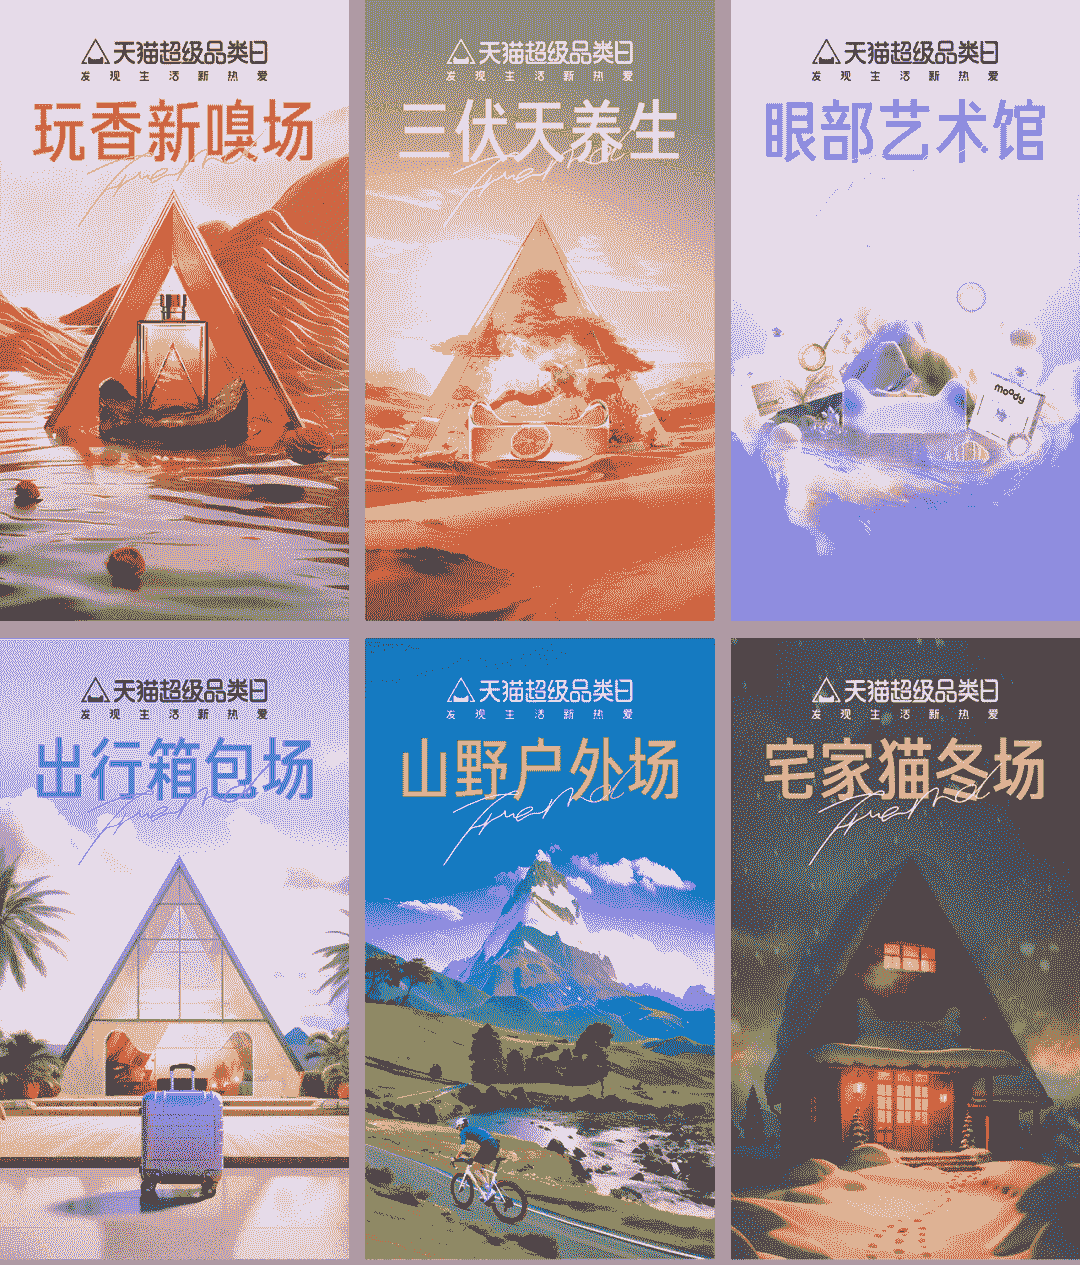 天猫超级品类日
发现生活新热爱
玩香新嗅场
天猫超级品类日
发现生活新热爱
三伏天养生
天猫超级品类日
发现生活新热爱
眼部艺术馆
moody
天猫超级品类日
发现生活新热爱
出行箱包场
天猫超级品类日
发现生活新热爱
山野户外场
天猫超级品类日
发现生活新热爱
宅家猫冬场